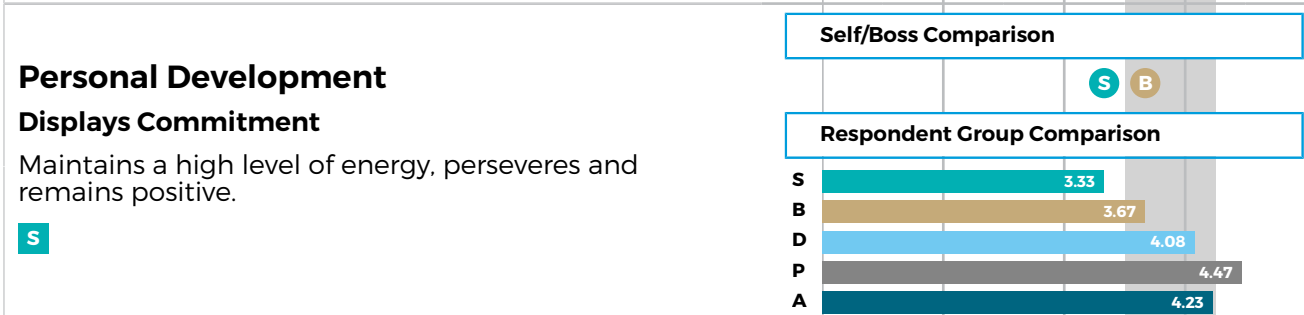 Self/Boss Comparison
Personal Development
S B
Displays Commitment
Respondent Group Comparison
Maintains a high level of energy, perseveres and
remains positive.
S
S 3.33
B 3.67
D 4.08
P 4.47
A 4.23